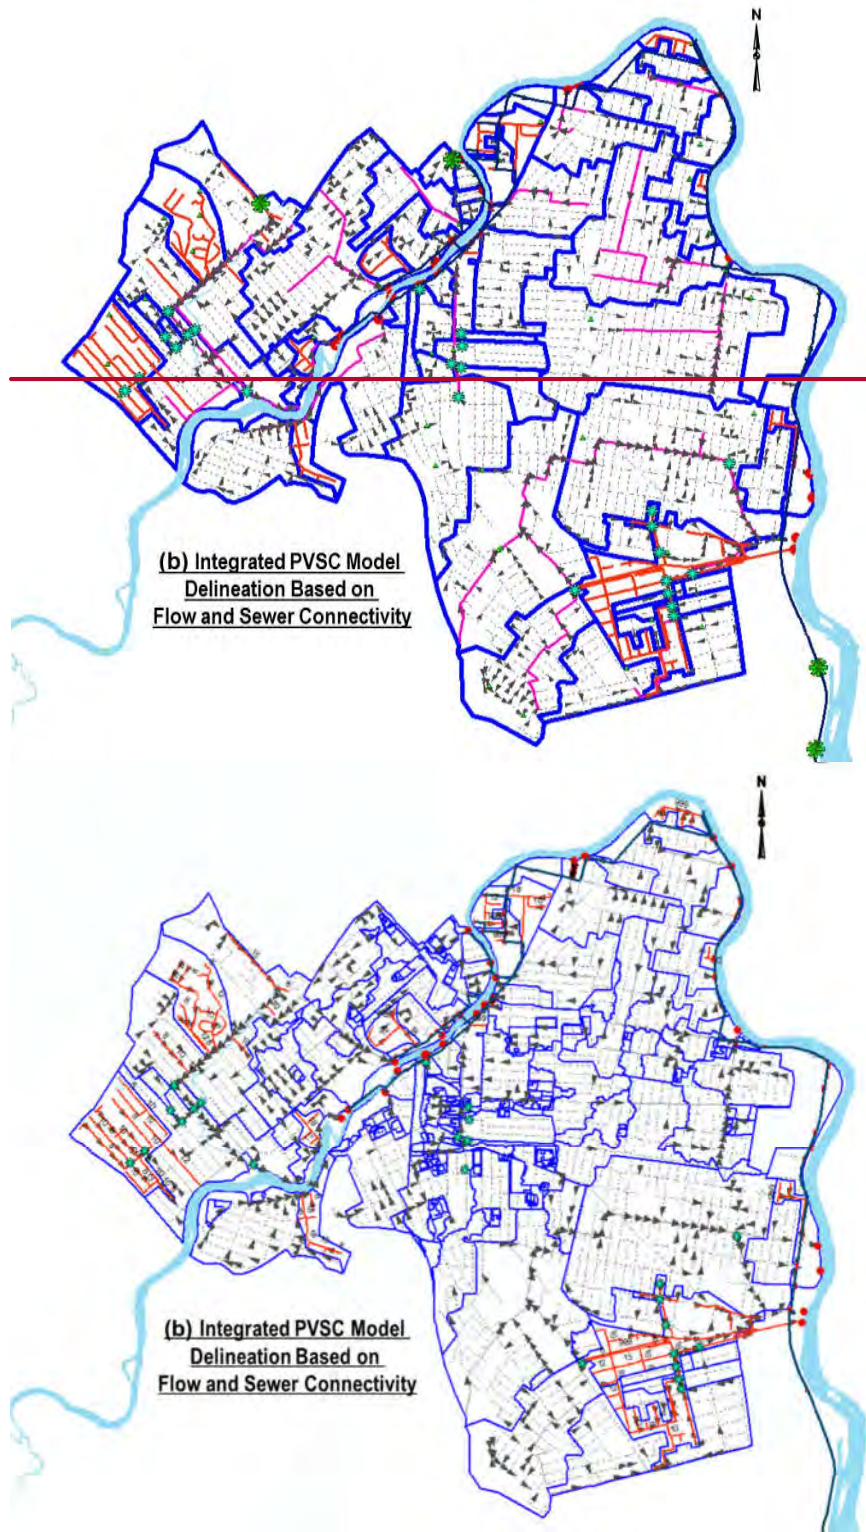 N
(b) Integrated PVSC Model
Delineation Based on
Flow and Sewer Connectivity
N
(b) Integrated PVSC Model
Delineation Based on
Flow and Sewer Connectivity